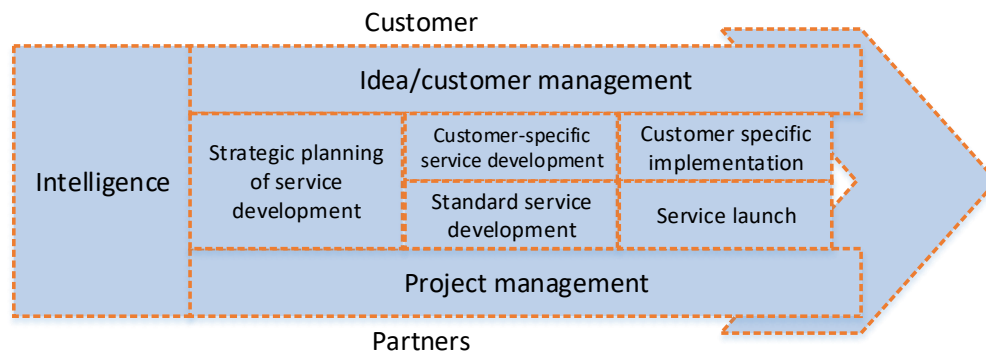 Customer
Idea/customer management
Intelligence
Strategic planning
of service
development
Customer-specific
service development
Customer specific
implementation
Standard service
development
Service launch
Project management
Partners